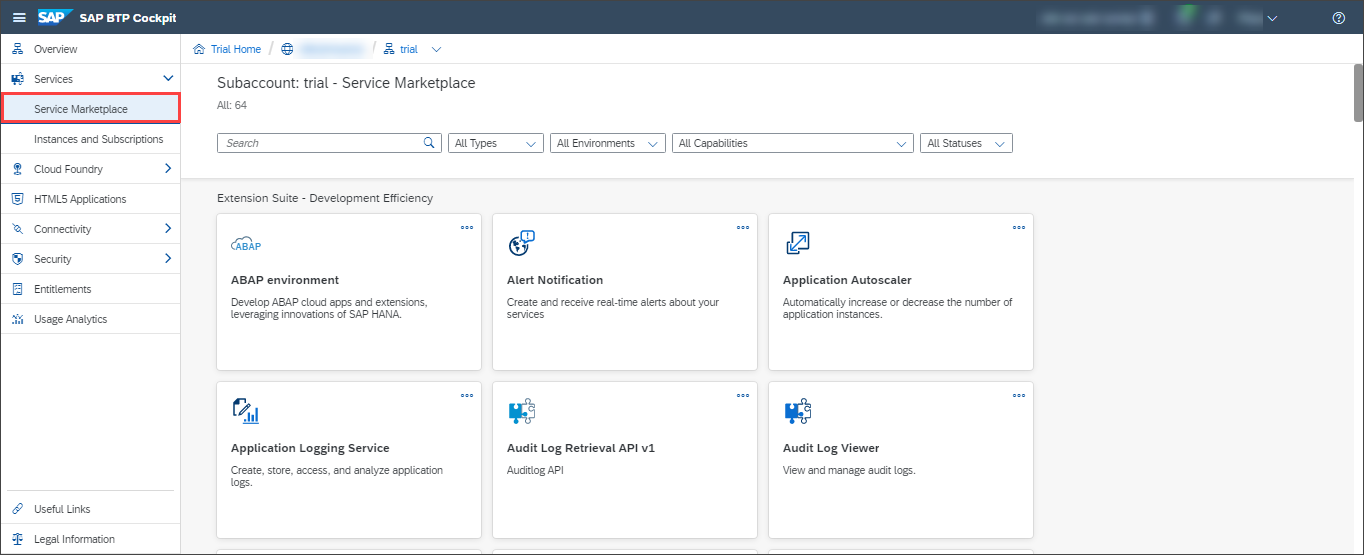 SAP SAP BTP Cockpit
Overview
Services
Service Marketplace
Instances and Subscriptions
Cloud Foundry
HTML5 Applications
Connectivity
Security
Entitlements
Usage Analytics
Useful Links
Legal Information
Trial Home / / trial
Subaccount: trial - Service Marketplace
All: 64
Search All Types All Environments All Capabilities All Statuses
Extension Suite - Development Efficiency
ABAP
ABAP environment
Develop ABAP cloud apps and extensions,
leveraging innovations of SAP HANA.
Alert Notification
Create and receive real-time alerts about your
services
Application Autoscaler
Automatically increase or decrease the number of
application instances.
Application Logging Service
Create, store, access, and analyze application
logs.
Audit Log Retrieval API v1
Auditlog API
Audit Log Viewer
View and manage audit logs.